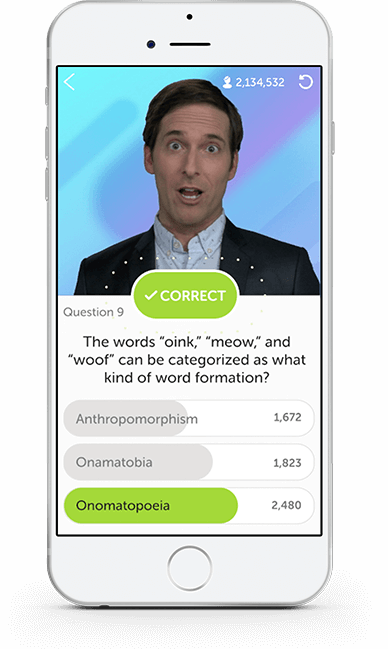 2,134,532
CORRECT
Question 9
The words “oink,” “meow,” and
“woof” can be categorized as what
kind of word formation?
Anthropomorphism 1,672
Onamatobia 1,823
Onomatopoeia 2,480